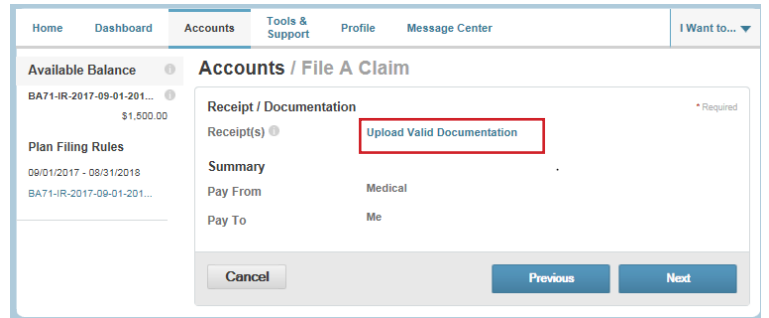 Home Dashboard Accounts Tools & Support Profile Message Center I Want to...
Available Balance
BA71-IR-2017-09-01-201...
$1,500.00
Plan Filing Rules
09/01/2017 - 08/31/2018
BA71-IR-2017-09-01-201...
Accounts / File A Claim
Receipt / Documentation * Required
Receipt(s) Upload Valid Documentation
Summary .
Pay From Medical
Pay To Me
Cancel Previous Next